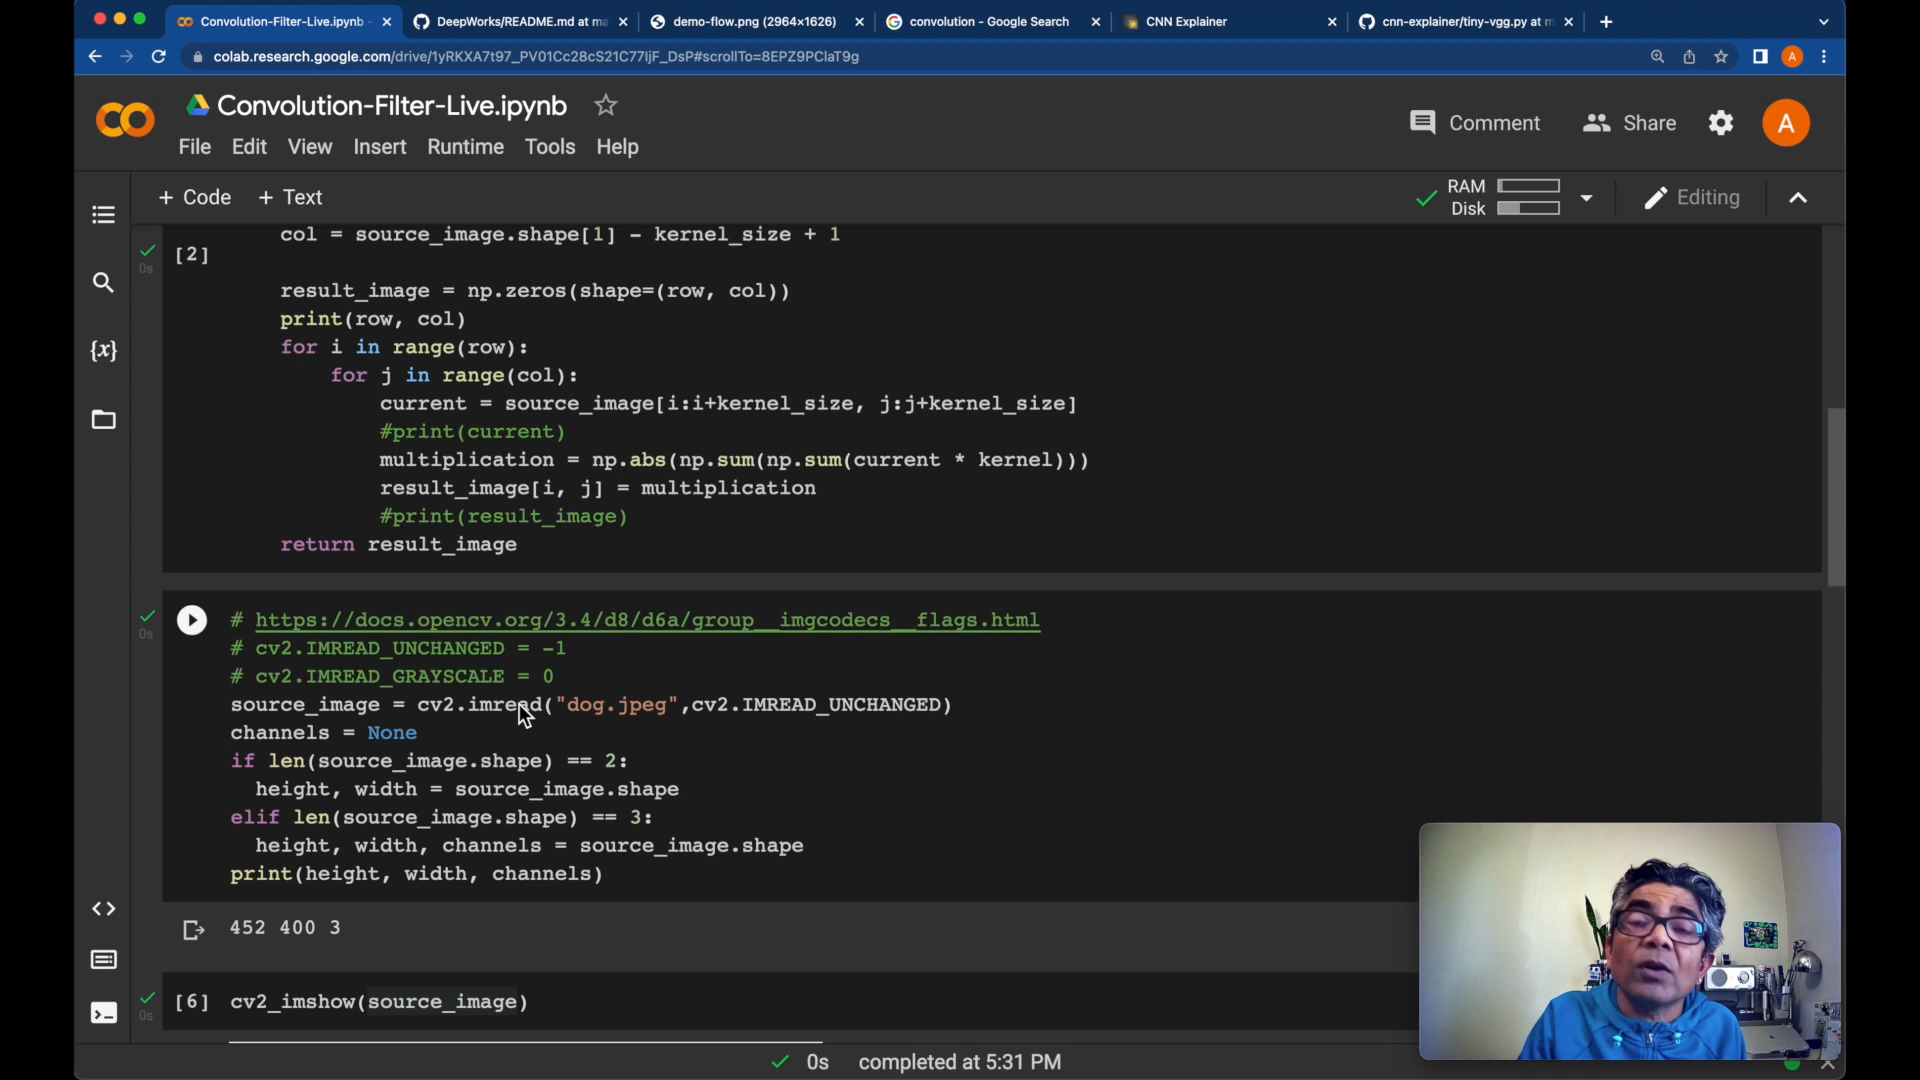 Convolution-Filter-Live.ipynb -
DeepWorks/README.md at ma
demo-flow.png (2964×1626)
convolution - Google Search
CNN Explainer
cnn-explainer/tiny-vgg.py at m
colab.research.google.com/drive/1yRKXA7t97_PV01Cc28cS21C77IjF_DsP#scrollTo=8EPZ9PClaT9g
A
CO
Convolution-Filter-Live.ipynb
Comment
Share
A
File Edit View Insert Runtime Tools Help
+ Code + Text
RAM
Disk
Editing
col = source_image.shape[1] - kernel_size + 1
0s
[2]
result_image = np.zeros(shape=(row, col))
print(row, col)
for i in range(row):
for j in range(col):
current = source_image[i:i+kernel_size, j:j+kernel_size]
#print(current)
multiplication = np.abs(np.sum(np.sum(current * kernel)))
result_image[i, j] = multiplication
#print(result_image)
return result_image
0s
# https://docs.opencv.org/3.4/d8/d6a/group__imgcodecs__flags.html
# cv2.IMREAD_UNCHANGED = -1
# cv2.IMREAD_GRAYSCALE = 0
source_image = cv2.imread("dog.jpeg",cv2.IMREAD_UNCHANGED)
channels = None
if len(source_image.shape) == 2:
height, width = source_image.shape
elif len(source_image.shape) == 3:
height, width, channels = source_image.shape
print(height, width, channels)
452 400 3
0s
[6] cv2_imshow(source_image)
0s completed at 5:31 PM